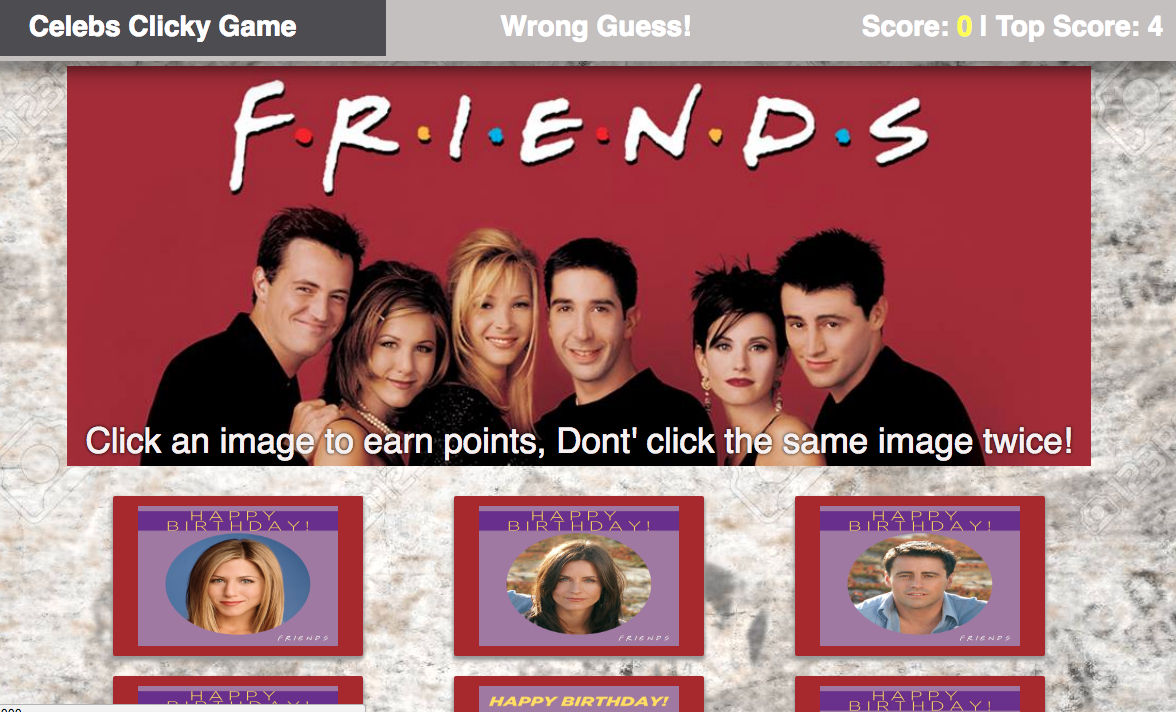 Celebs Clicky Game
Wrong Guess!
Score: 0 | Top Score: 4
F·R·I·E·N·D·S
Click an image to earn points, Dont' click the same image twice!
HAPPY
BIRTHDAY!
FRIENDS
HAPPY
BIRTHDAY!
FRIENDS
HAPPY
BIRTHDAY!
FRIENDS
HAPPY
BIRTHDAY!
HAPPY BIRTHDAY!
HAPPY
BIRTHDAY!